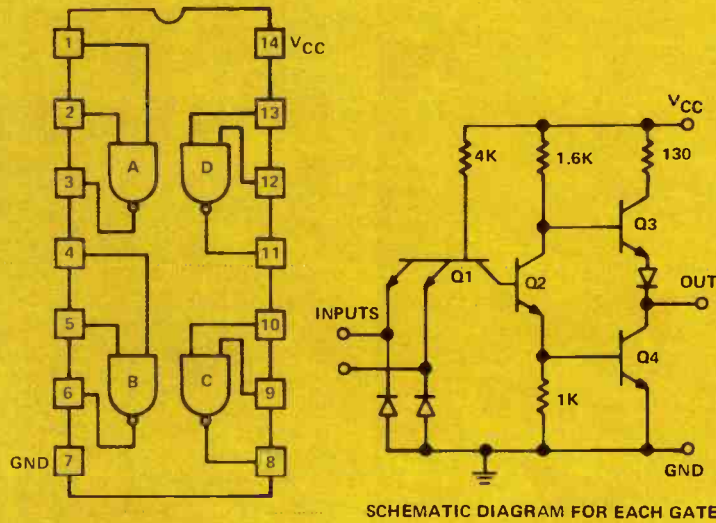 1
14
VCC
2
13
A
D
3
12
4
11
5
10
B
C
6
9
GND
7
8
VCC
4K
1.6K
130
Q3
Q1
Q2
OUT
INPUTS
Q4
1K
GND
SCHEMATIC DIAGRAM FOR EACH GATE